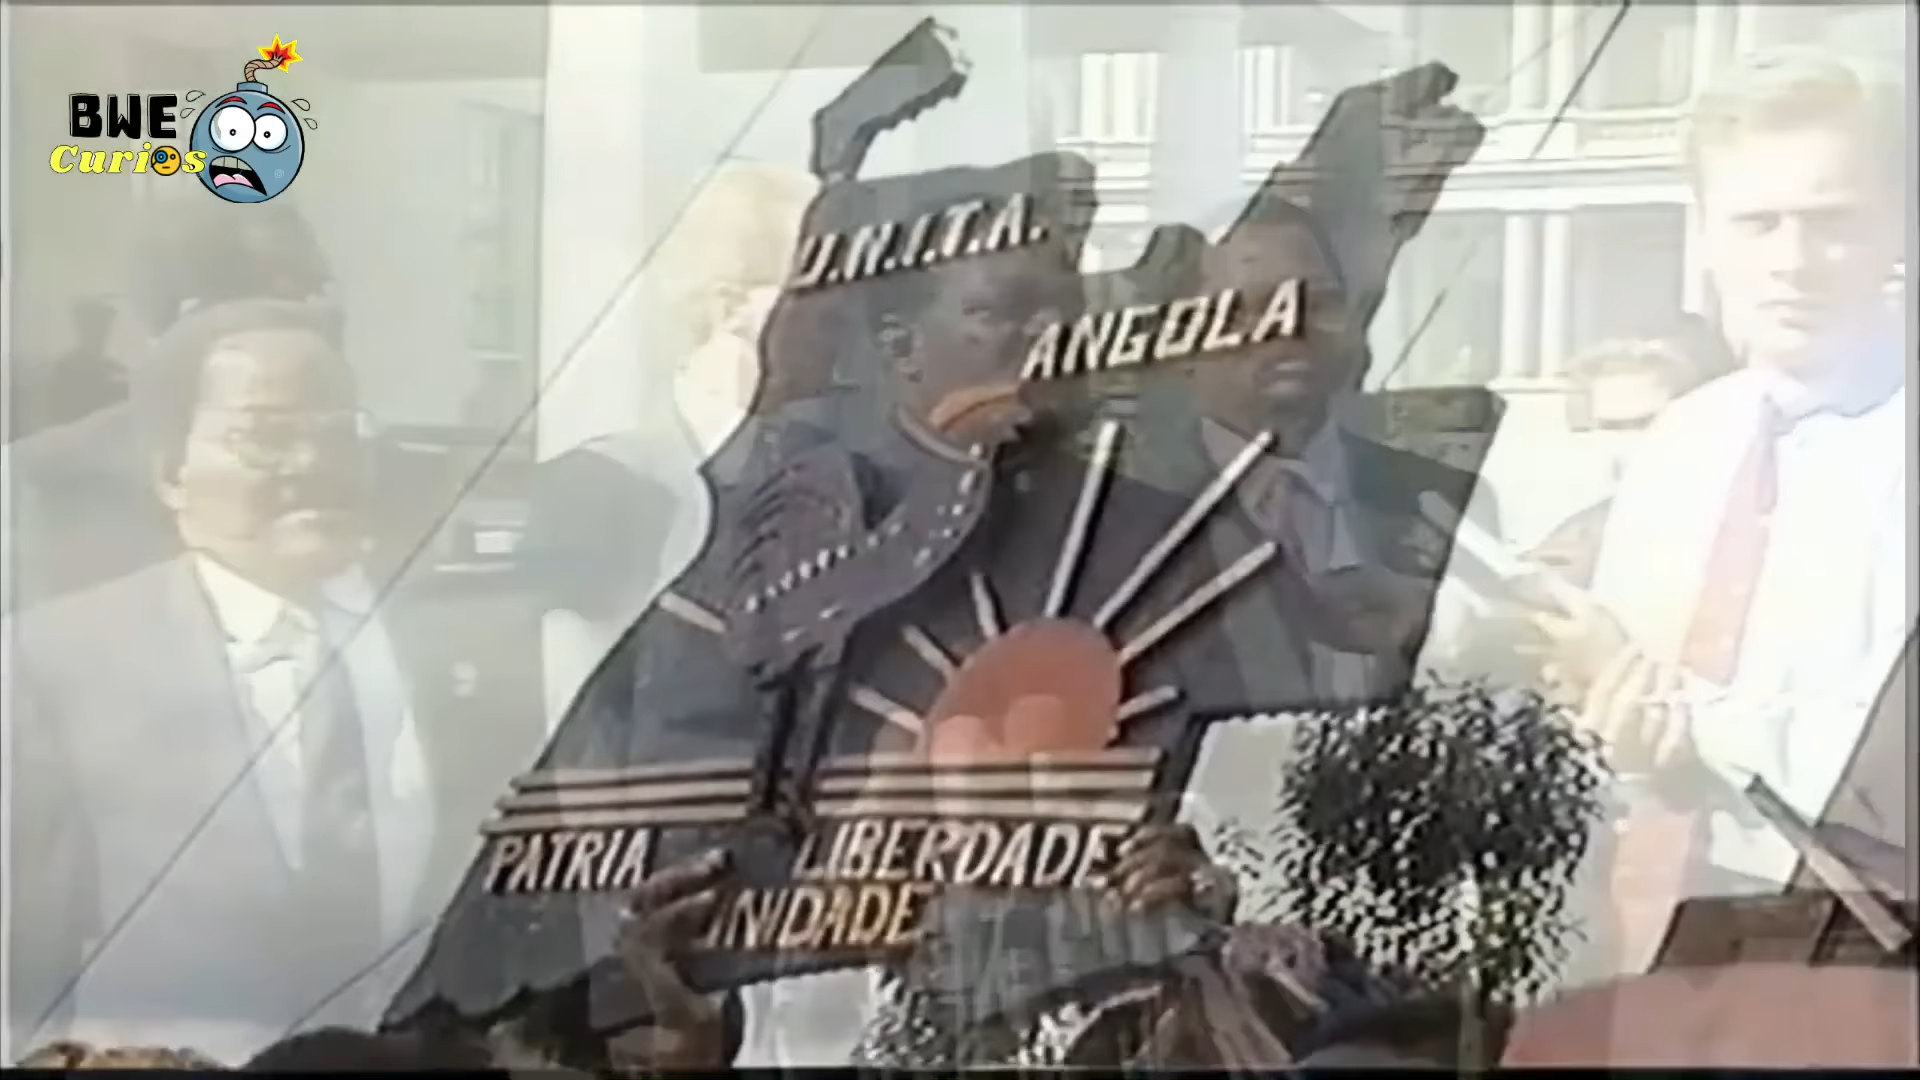 BWE
Curios
U.N.I.T.A.
ANGOLA
PATRIA LIBERDADE
UNIDADE